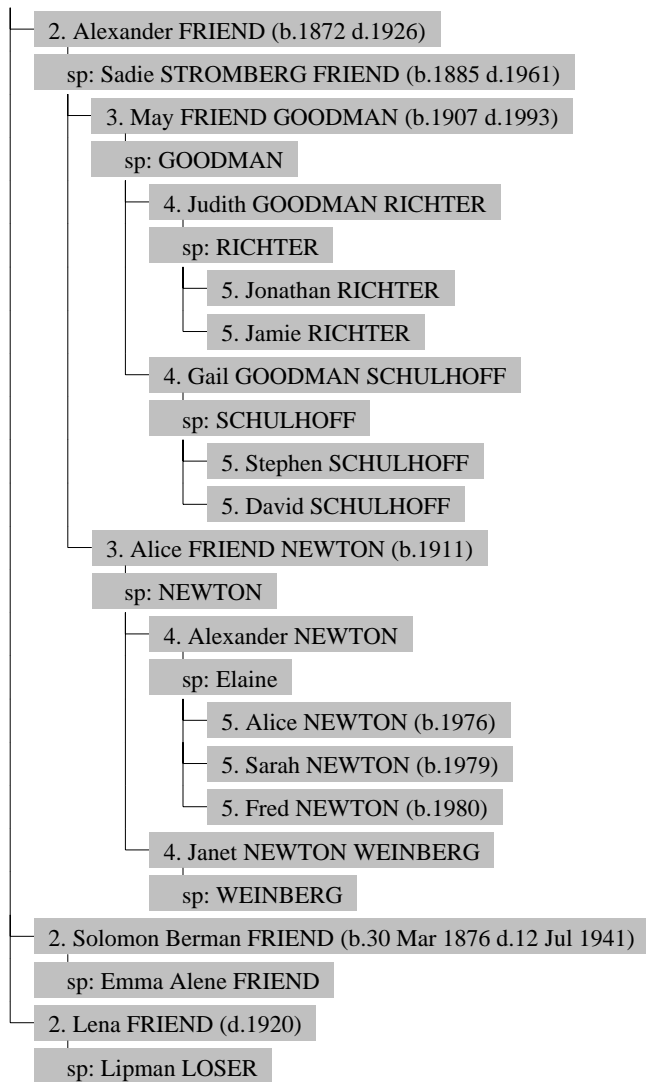 2. Alexander FRIEND (b.1872 d.1926)
sp: Sadie STROMBERG FRIEND (b.1885 d.1961)
3. May FRIEND GOODMAN (b.1907 d.1993)
sp: GOODMAN
4. Judith GOODMAN RICHTER
sp: RICHTER
5. Jonathan RICHTER
5. Jamie RICHTER
4. Gail GOODMAN SCHULHOFF
sp: SCHULHOFF
5. Stephen SCHULHOFF
5. David SCHULHOFF
3. Alice FRIEND NEWTON (b.1911)
sp: NEWTON
4. Alexander NEWTON
sp: Elaine
5. Alice NEWTON (b.1976)
5. Sarah NEWTON (b.1979)
5. Fred NEWTON (b.1980)
4. Janet NEWTON WEINBERG
sp: WEINBERG
2. Solomon Berman FRIEND (b.30 Mar 1876 d.12 Jul 1941)
sp: Emma Alene FRIEND
2. Lena FRIEND (d.1920)
sp: Lipman LOSER